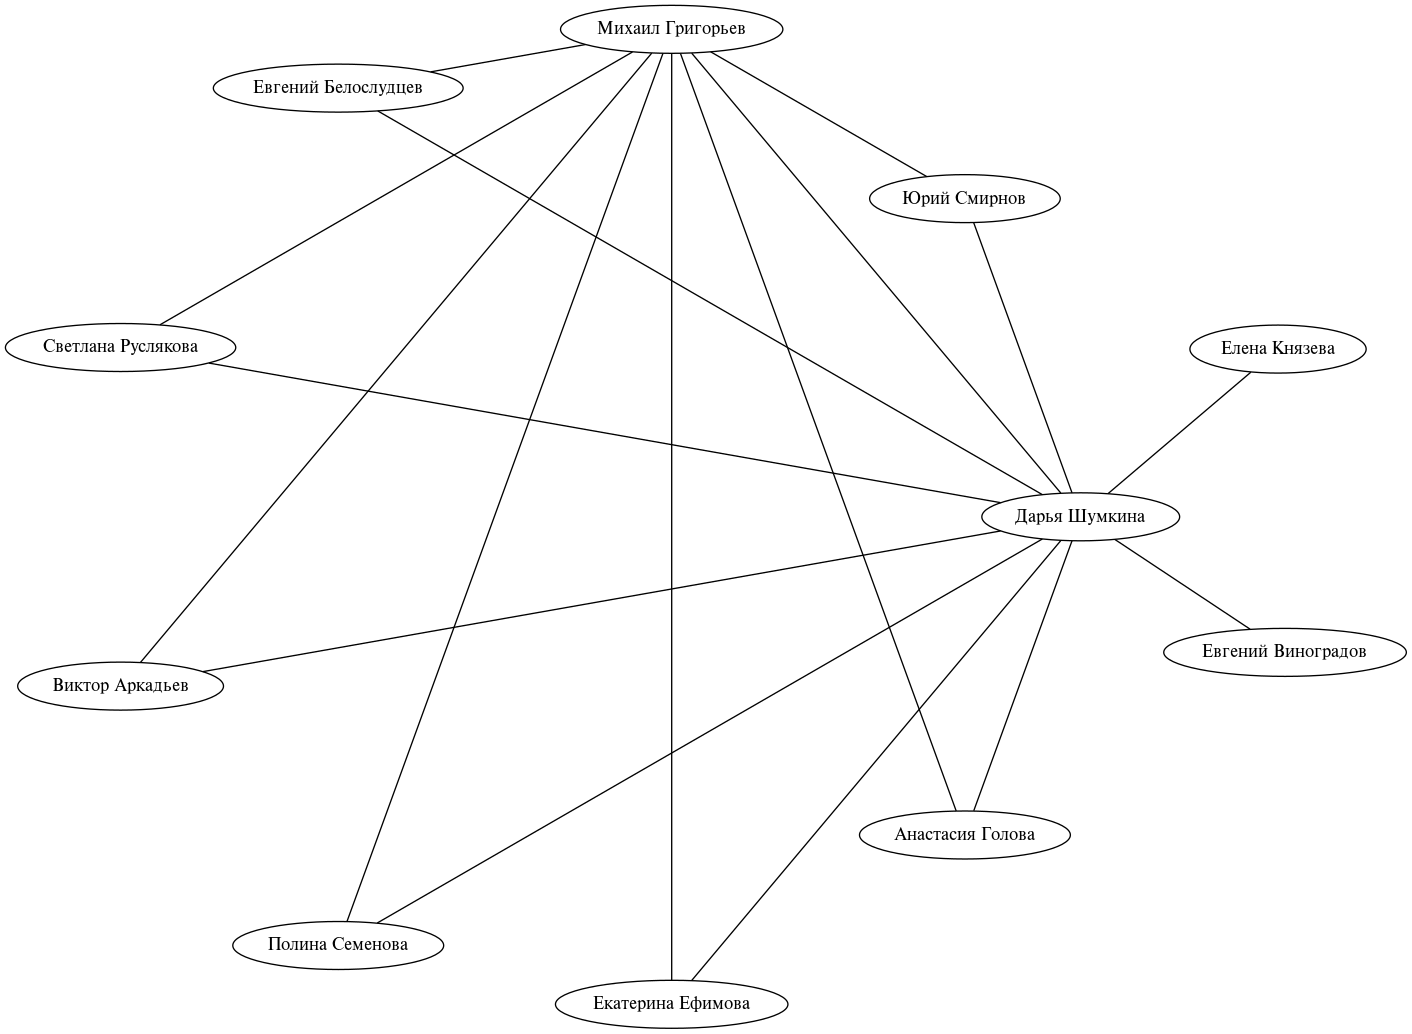 Михаил Григорьев
Евгений Белослудцев
Юрий Смирнов
Светлана Руслякова
Елена Князева
Дарья Шумкина
Евгений Виноградов
Виктор Аркадьев
Анастасия Голова
Полина Семенова
Екатерина Ефимова